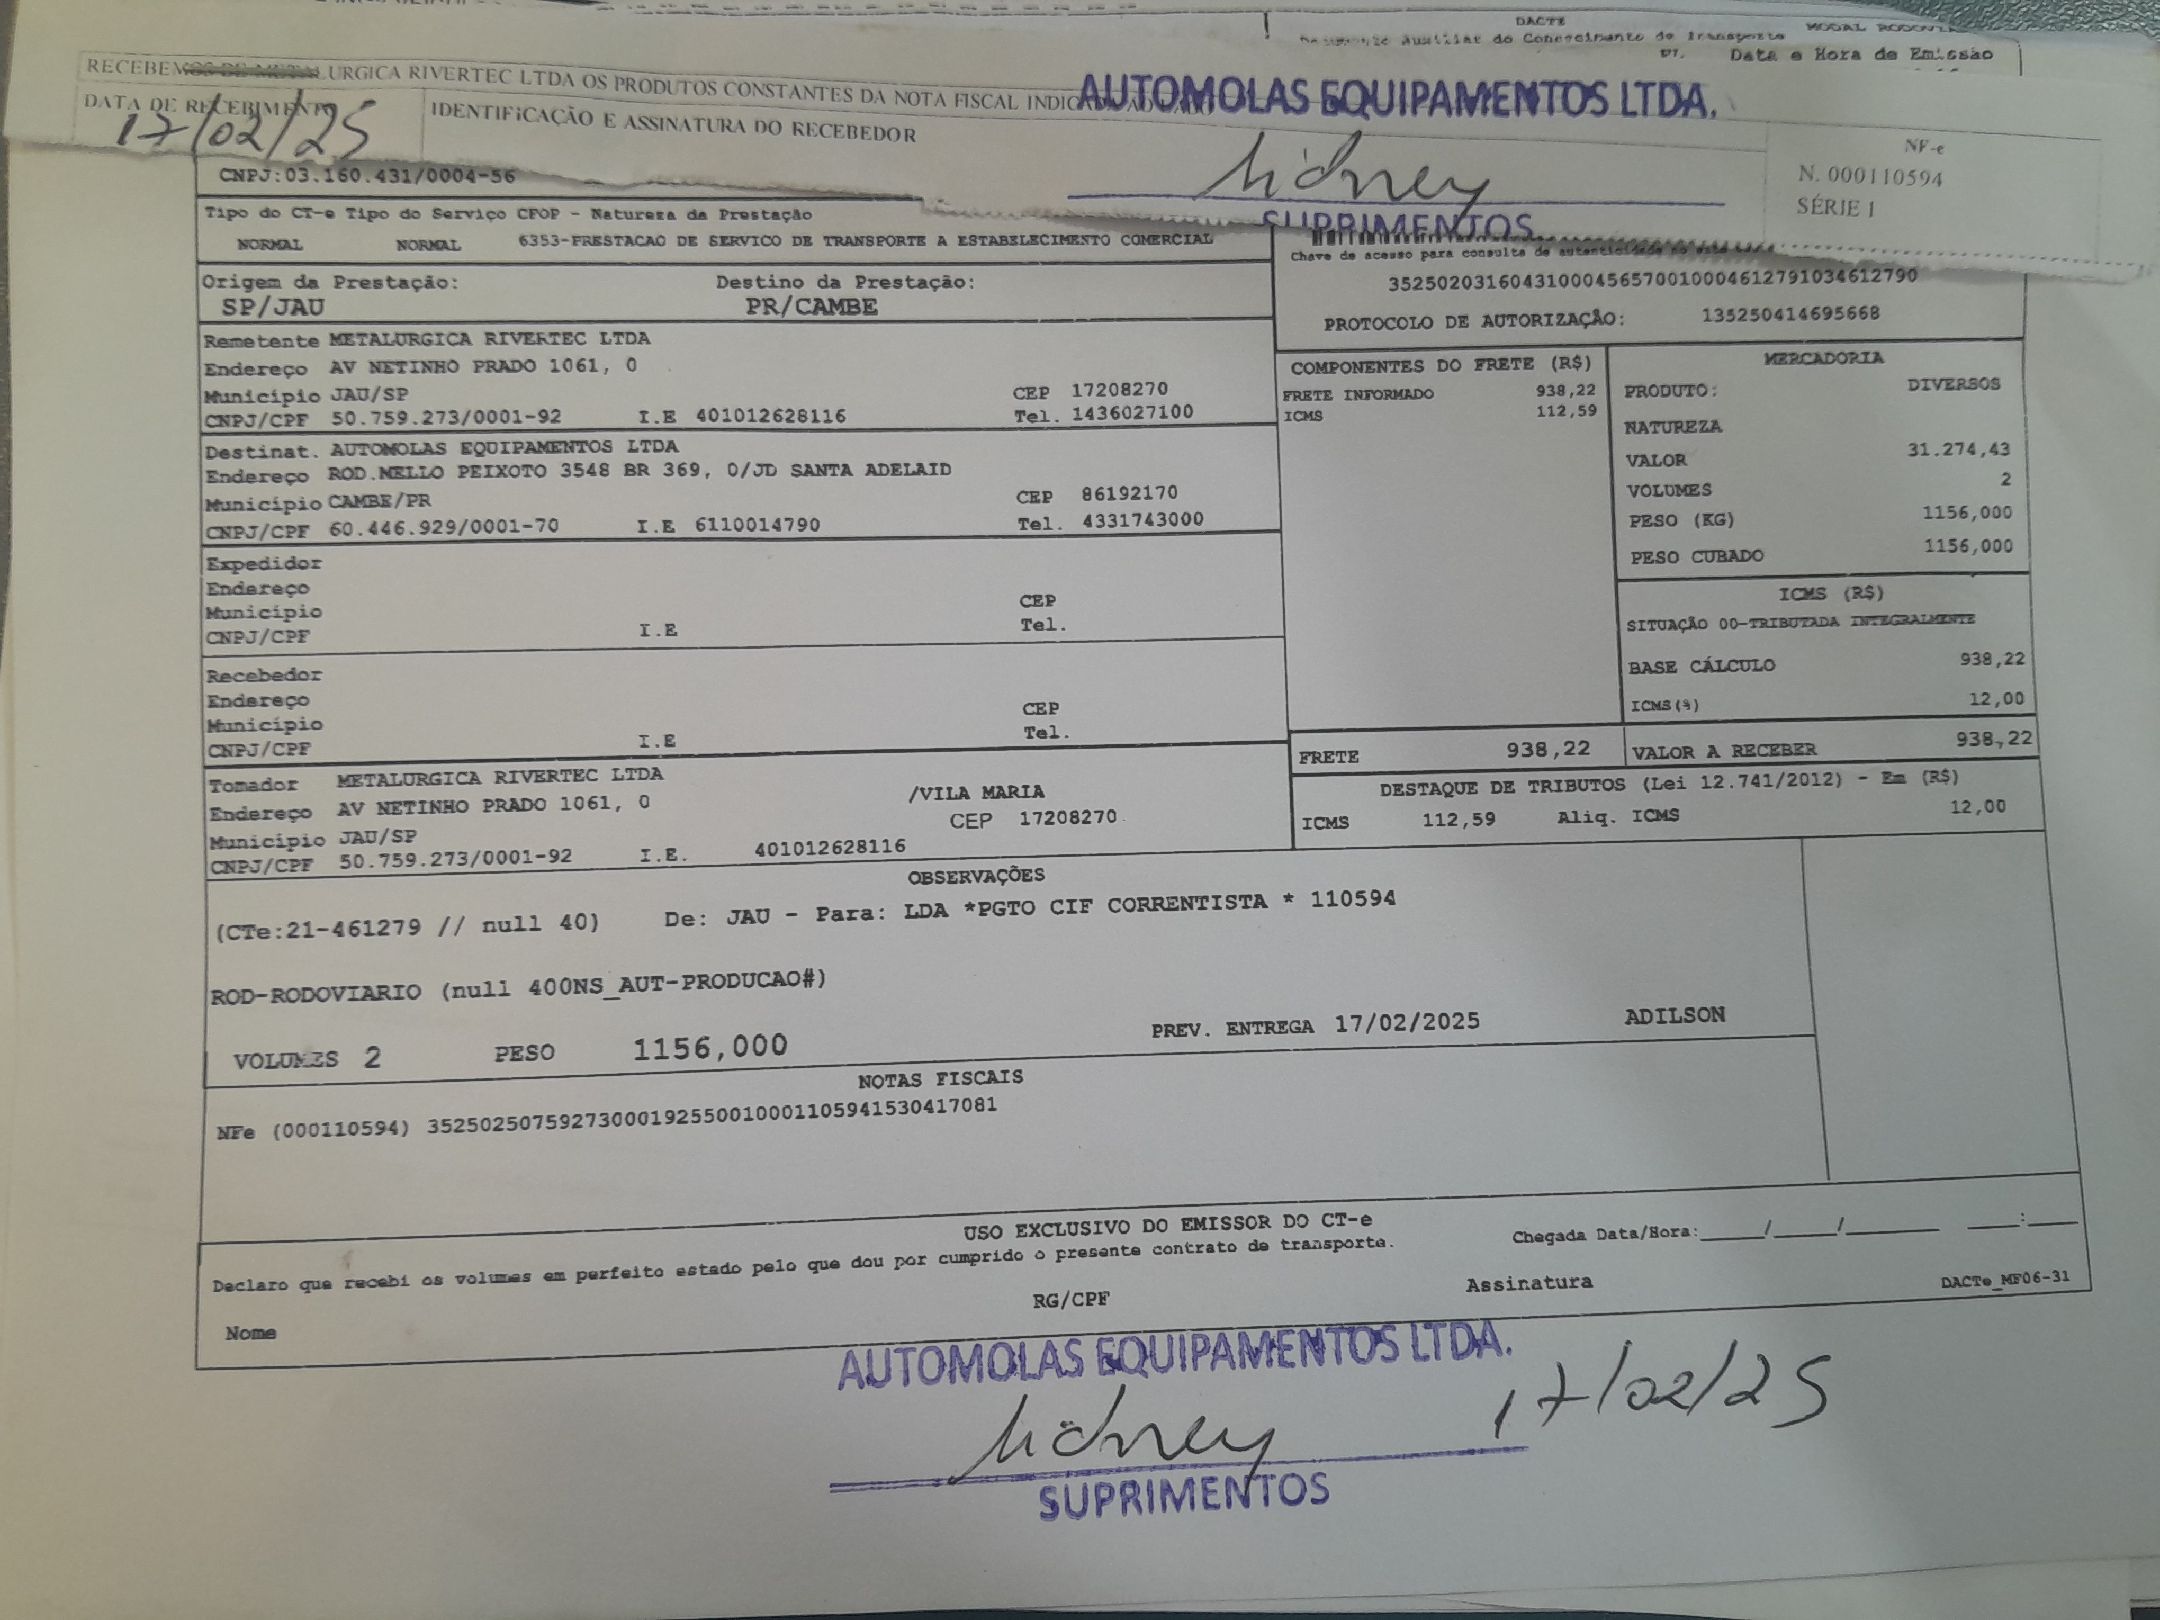 DACTE
Auxiliar do Conhecimento de Transporte
MODAL
Data e Hora de Emissão
LTDA OS PRODUTOS CONSTANTES DA NOTA FISCAL
RECEBEMOS DE METALURGICA RIVERTEC
AUTOMOLAS EQUIPAMENTOS LTDA.
DATA DE RECEBIMENTO
17/02/25
IDENTIFICAÇÃO E ASSINATURA DO RECEBEDOR
Sidney
SUPRIMENTOS
NF-e
N. 000110594
SÉRIE 1
CNPJ:03.160.431/0004-56
Tipo do CT-e Tipo do Serviço CFOP - Natureza da Prestação
NORMAL NORMAL 6353-PRESTACAO DE SERVICO DE TRANSPORTE A ESTABELECIMENTO COMERCIAL
Chave de acesso para consulta de autenticidade no
35250203160431000456570010004612791034612790
PROTOCOLO DE AUTORIZAÇÃO: 135250414695668
Origem da Prestação: Destino da Prestação:
SP/JAU PR/CAMBE
Remetente METALURGICA RIVERTEC LTDA
Endereço AV NETINHO PRADO 1061, 0
Município JAU/SP CEP 17208270
CNPJ/CPF 50.759.273/0001-92 I.E 401012628116 Tel. 1436027100
Destinat. AUTOMOLAS EQUIPAMENTOS LTDA
Endereço ROD.MELLO PEIXOTO 3548 BR 369, 0/JD SANTA ADELAID
Município CAMBE/PR CEP 86192170
CNPJ/CPF 60.446.929/0001-70 I.E 6110014790 Tel. 4331743000
Expedidor
Endereço
Município CEP
CNPJ/CPF I.E Tel.
Recebedor
Endereço
Município CEP
CNPJ/CPF I.E Tel.
Tomador METALURGICA RIVERTEC LTDA
Endereço AV NETINHO PRADO 1061, 0 /VILA MARIA
Município JAU/SP CEP 17208270
CNPJ/CPF 50.759.273/0001-92 I.E. 401012628116
COMPONENTES DO FRETE (R$)
FRETE INFORMADO 938,22
ICMS 112,59
MERCADORIA
PRODUTO: DIVERSOS
NATUREZA
VALOR 31.274,43
VOLUMES 2
PESO (KG) 1156,000
PESO CUBADO 1156,000
ICMS (R$)
SITUAÇÃO 00-TRIBUTADA INTEGRALMENTE
BASE CÁLCULO 938,22
ICMS(%) 12,00
FRETE 938,22 VALOR A RECEBER 938,22
DESTAQUE DE TRIBUTOS (Lei 12.741/2012) - Em (R$)
ICMS 112,59 Aliq. ICMS 12,00
OBSERVAÇÕES
(CTe:21-461279 // null 40) De: JAU - Para: LDA *PGTO CIF CORRENTISTA * 110594
ROD-RODOVIARIO (null 400NS_AUT-PRODUCAO#)
VOLUMES 2 PESO 1156,000 PREV. ENTREGA 17/02/2025 ADILSON
NOTAS FISCAIS
NFe (000110594) 35250250759273000192550010001105941530417081
USO EXCLUSIVO DO EMISSOR DO CT-e
Declaro que recebi os volumes em perfeito estado pelo que dou por cumprido o presente contrato de transporte.
Chegada Data/Hora:_____/_____/_______ ____:____
Nome RG/CPF Assinatura DACTe_MF06-31
AUTOMOLAS EQUIPAMENTOS LTDA.
Sidney 17/02/25
SUPRIMENTOS